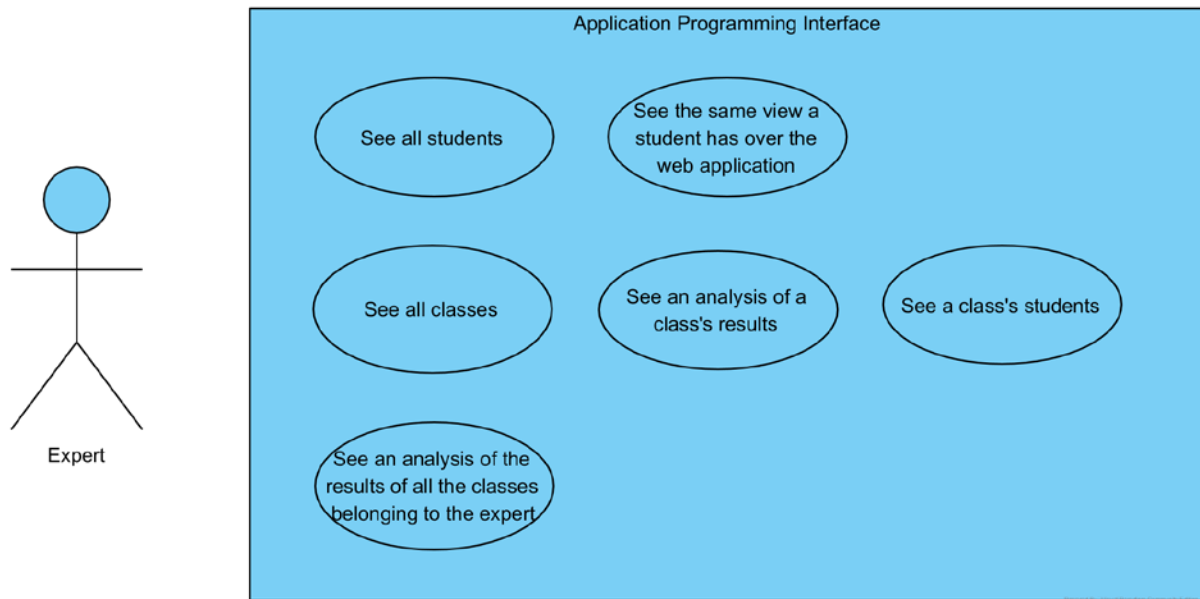 Application Programming Interface
See all students
See the same view a
student has over the
web application
See all classes
See an analysis of a
class's results
See a class's students
Expert
See an analysis of the
results of all the classes
belonging to the expert